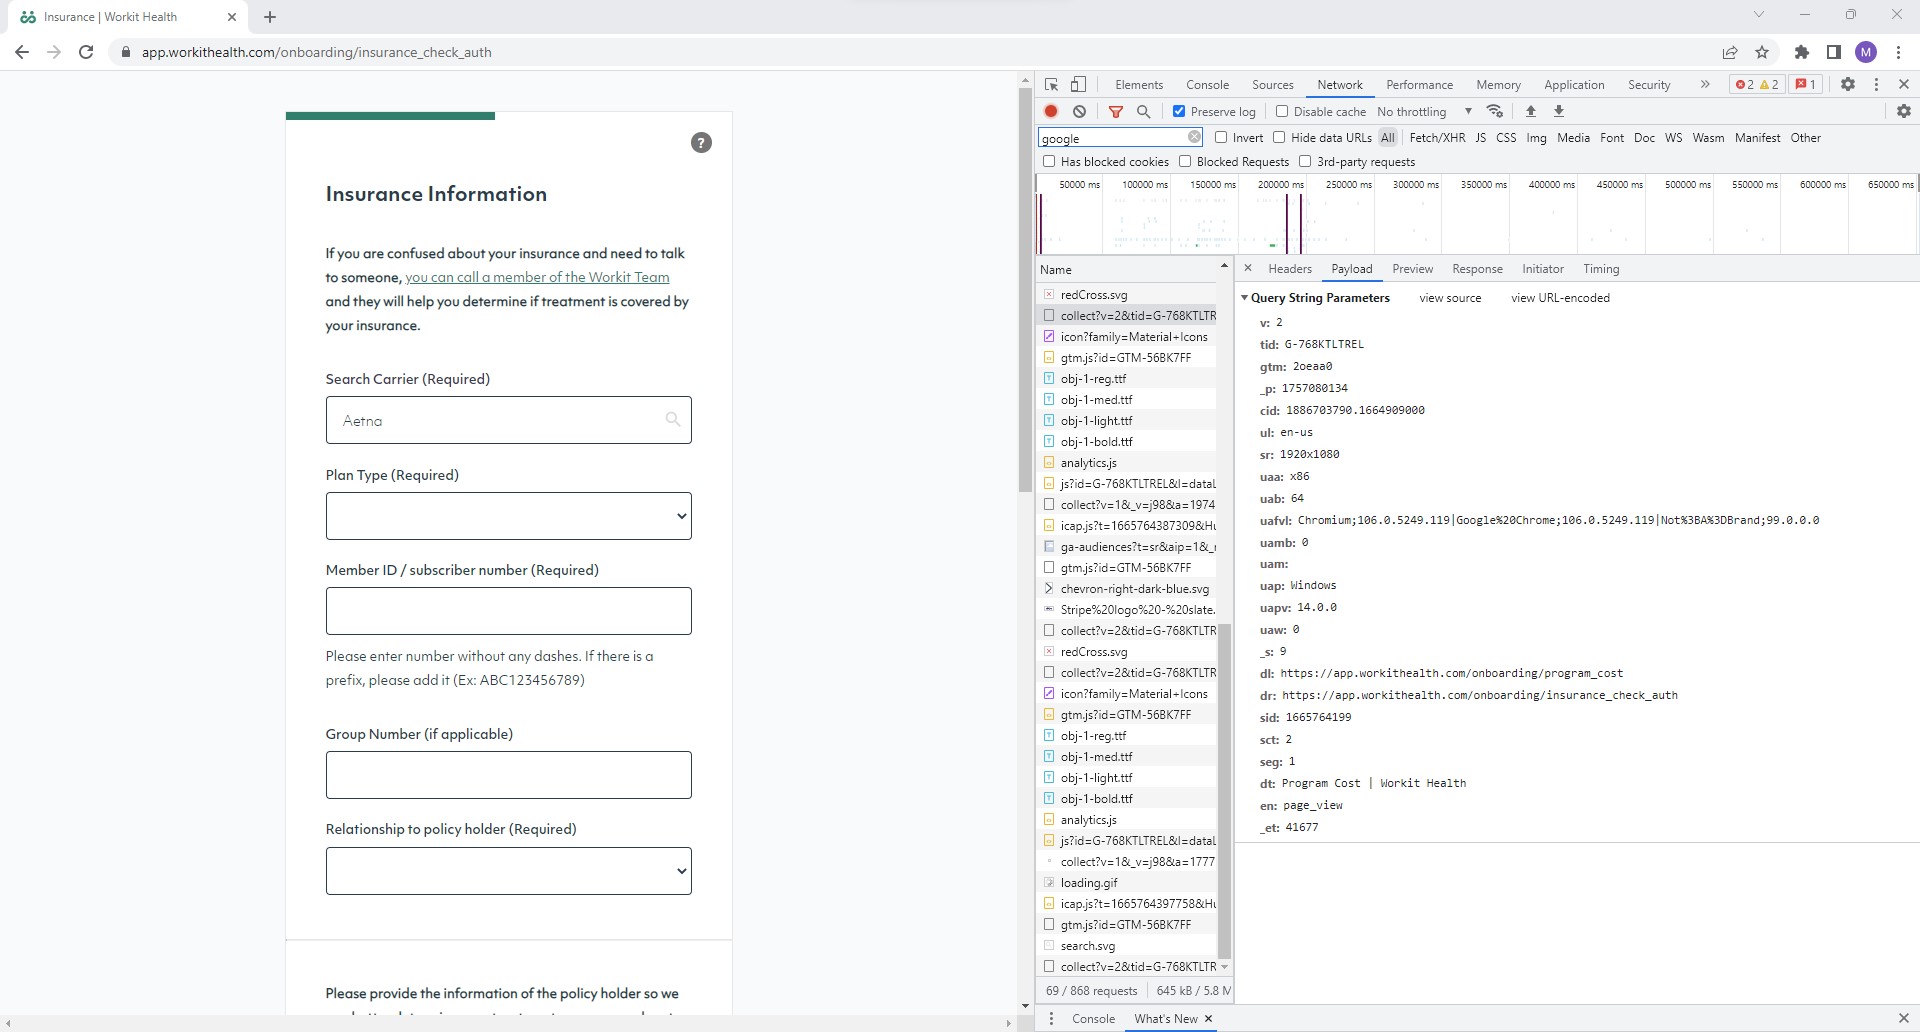 Insurance | Workit Health
app.workithealth.com/onboarding/insurance_check_auth
M
?
Insurance Information
If you are confused about your insurance and need to talk
to someone, you can call a member of the Workit Team
and they will help you determine if treatment is covered by
your insurance.
Search Carrier (Required)
Aetna
Plan Type (Required)
Member ID / subscriber number (Required)
Please enter number without any dashes. If there is a
prefix, please add it (Ex: ABC123456789)
Group Number (if applicable)
Relationship to policy holder (Required)
Please provide the information of the policy holder so we
Elements Console Sources Network Performance Memory Application Security 2 2 1
Preserve log Disable cache No throttling
google Invert Hide data URLs All Fetch/XHR JS CSS Img Media Font Doc WS Wasm Manifest Other
Has blocked cookies Blocked Requests 3rd-party requests
50000 ms 100000 ms 150000 ms 200000 ms 250000 ms 300000 ms 350000 ms 400000 ms 450000 ms 500000 ms 550000 ms 600000 ms 650000 ms
Name
redCross.svg
collect?v=2&tid=G-768KTLTR
icon?family=Material+Icons
gtm.js?id=GTM-56BK7FF
obj-1-reg.ttf
obj-1-med.ttf
obj-1-light.ttf
obj-1-bold.ttf
analytics.js
js?id=G-768KTLTREL&l=dataL
collect?v=1&_v=j98&a=1974
icap.js?t=1665764387309&Hu
ga-audiences?t=sr&aip=1&_r
gtm.js?id=GTM-56BK7FF
chevron-right-dark-blue.svg
Stripe%20logo%20-%20slate.
collect?v=2&tid=G-768KTLTR
redCross.svg
collect?v=2&tid=G-768KTLTR
icon?family=Material+Icons
gtm.js?id=GTM-56BK7FF
obj-1-reg.ttf
obj-1-med.ttf
obj-1-light.ttf
obj-1-bold.ttf
analytics.js
js?id=G-768KTLTREL&l=dataL
collect?v=1&_v=j98&a=1777
loading.gif
icap.js?t=1665764397758&Hu
gtm.js?id=GTM-56BK7FF
search.svg
collect?v=2&tid=G-768KTLTR
69 / 868 requests 645 kB / 5.8 M
Headers Payload Preview Response Initiator Timing
Query String Parameters view source view URL-encoded
v: 2
tid: G-768KTLTREL
gtm: 2oeaa0
_p: 1757080134
cid: 1886703790.1664909000
ul: en-us
sr: 1920x1080
uaa: x86
uab: 64
uafvl: Chromium;106.0.5249.119|Google%20Chrome;106.0.5249.119|Not%3BA%3DBrand;99.0.0.0
uamb: 0
uam:
uap: Windows
uapv: 14.0.0
uaw: 0
_s: 9
dl: https://app.workithealth.com/onboarding/program_cost
dr: https://app.workithealth.com/onboarding/insurance_check_auth
sid: 1665764199
sct: 2
seg: 1
dt: Program Cost | Workit Health
en: page_view
_et: 41677
Console What's New